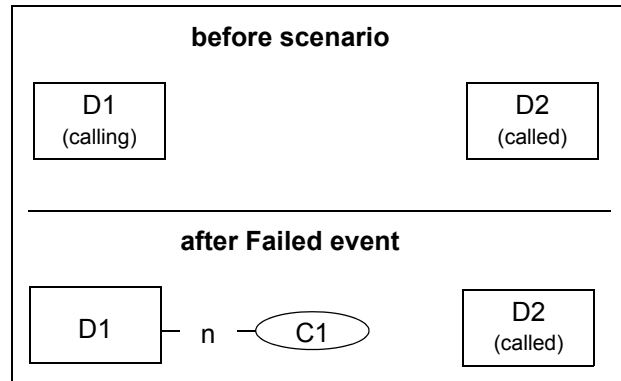 before scenario
D1
(calling)
D2
(called)
after Failed event
D1
n
C1
D2
(called)